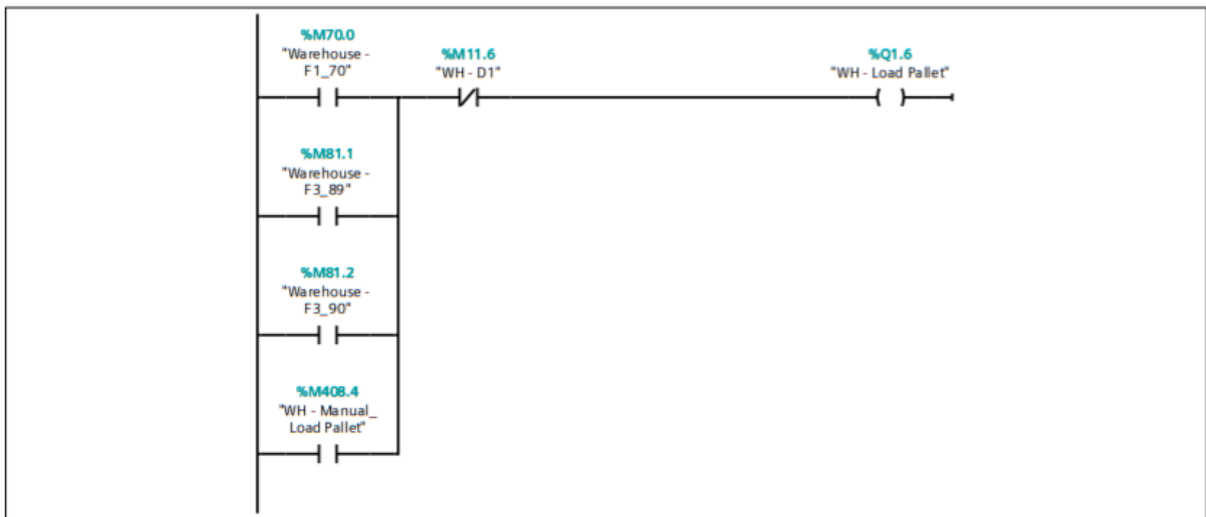 %M70.0
"Warehouse -
F1_70"
%M11.6
"WH - D1"
%Q1.6
"WH - Load Pallet"
%M81.1
"Warehouse -
F3_89"
%M81.2
"Warehouse -
F3_90"
%M408.4
"WH - Manual_
Load Pallet"